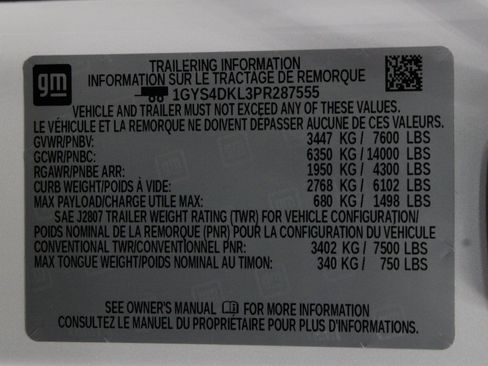 gm
TRAILERING INFORMATION
INFORMATION SUR LE TRACTAGE DE REMORQUE
1GYS4DKL3PR287555
VEHICLE AND TRAILER MUST NOT EXCEED ANY OF THESE VALUES.
LE VÉHICULE ET LA REMORQUE NE DOIVENT DÉPASSER AUCUNE DE CES VALEURS.
GVWR/PNBV: 3447 KG / 7600 LBS
GCWR/PNBC: 6350 KG / 14000 LBS
RGAWR/PNBE ARR: 1950 KG / 4300 LBS
CURB WEIGHT/POIDS À VIDE: 2768 KG / 6102 LBS
MAX PAYLOAD/CHARGE UTILE MAX: 680 KG / 1498 LBS
SAE J2807 TRAILER WEIGHT RATING (TWR) FOR VEHICLE CONFIGURATION/
POIDS NOMINAL DE LA REMORQUE (PNR) POUR LA CONFIGURATION DU VÉHICULE
CONVENTIONAL TWR/CONVENTIONNEL PNR: 3402 KG / 7500 LBS
MAX TONGUE WEIGHT/POIDS NOMINAL AU TIMON: 340 KG / 750 LBS
SEE OWNER'S MANUAL FOR MORE INFORMATION
CONSULTEZ LE MANUEL DU PROPRIÉTAIRE POUR PLUS D'INFORMATIONS.